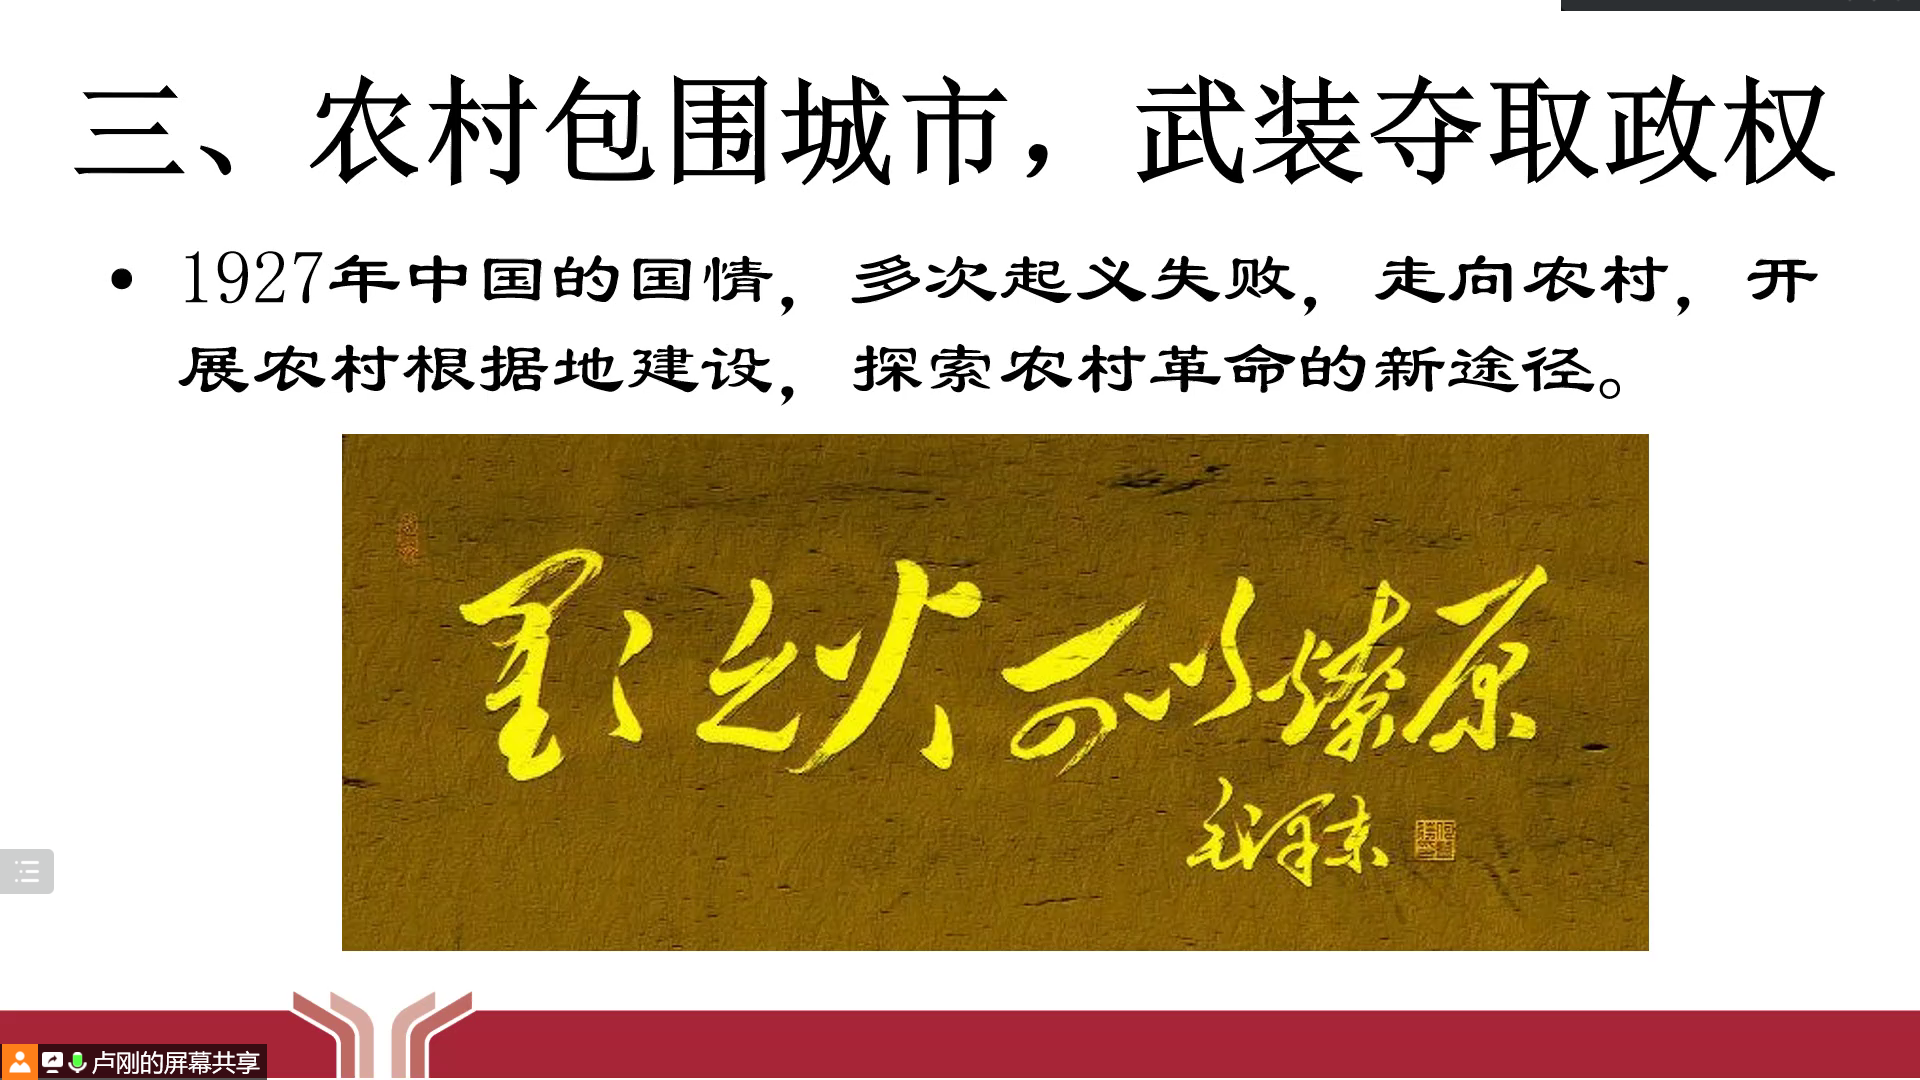 三、农村包围城市，武装夺取政权
• 1927年中国的国情，多次起义失败，走向农村，开
展农村根据地建设，探索农村革命的新途径。
星星之火可以燎原
毛泽东
卢刚的屏幕共享